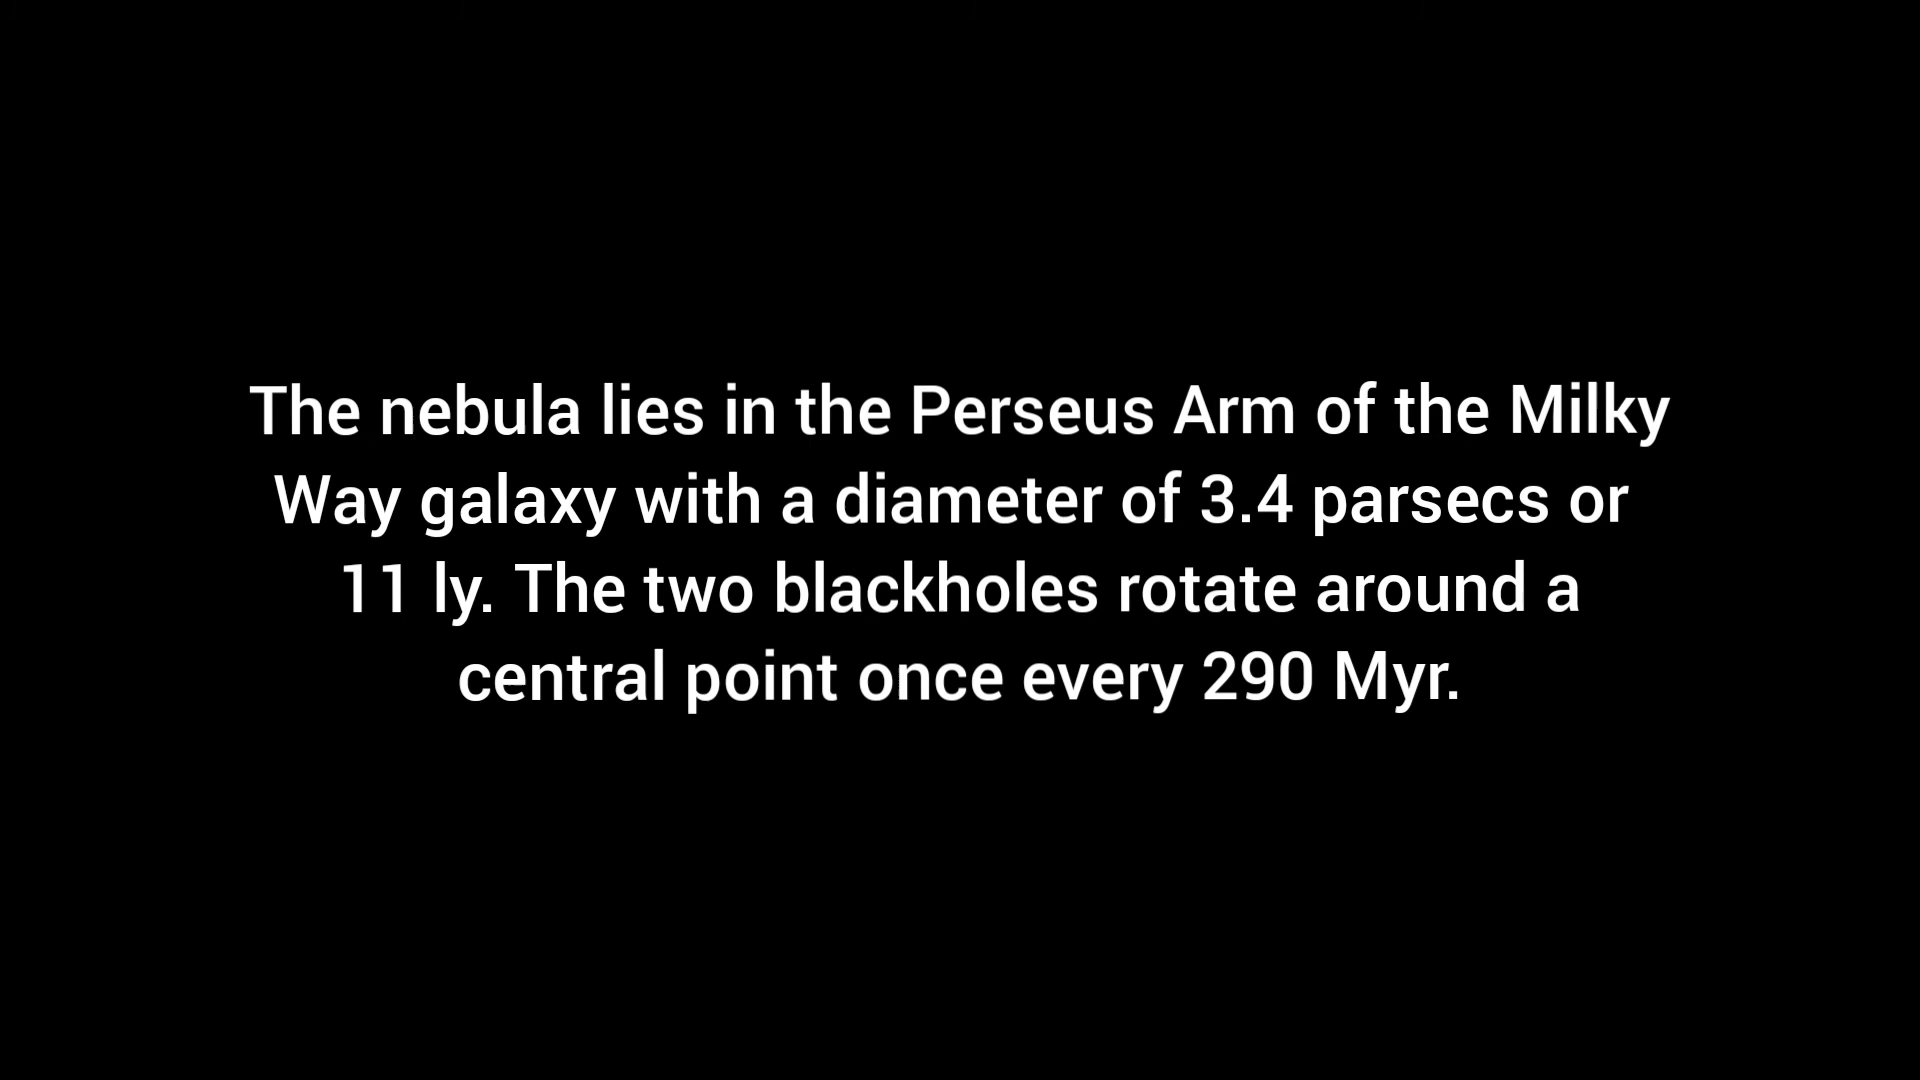 The nebula lies in the Perseus Arm of the Milky
Way galaxy with a diameter of 3.4 parsecs or
11 ly. The two blackholes rotate around a
central point once every 290 Myr.